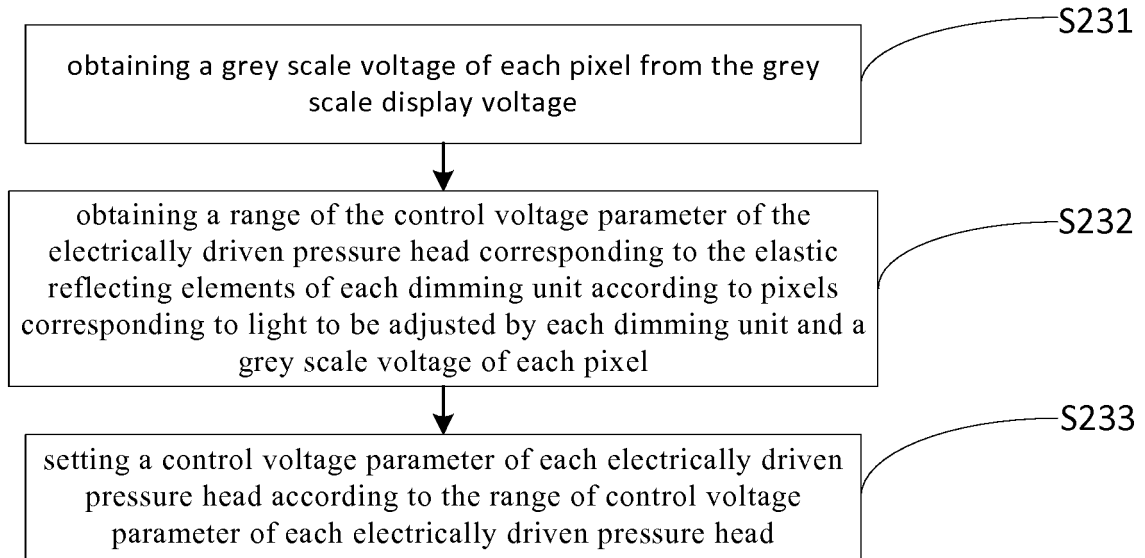 S231
obtaining a grey scale voltage of each pixel from the grey
scale display voltage
S232
obtaining a range of the control voltage parameter of the
electrically driven pressure head corresponding to the elastic
reflecting elements of each dimming unit according to pixels
corresponding to light to be adjusted by each dimming unit and a
grey scale voltage of each pixel
S233
setting a control voltage parameter of each electrically driven
pressure head according to the range of control voltage
parameter of each electrically driven pressure head